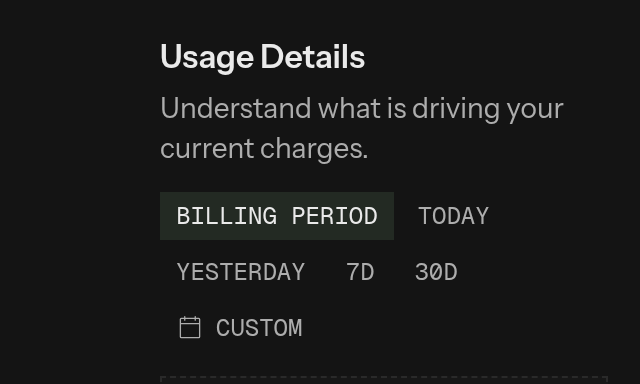 Usage Details
Understand what is driving your
current charges.
BILLING PERIOD TODAY
YESTERDAY 7D 30D
CUSTOM